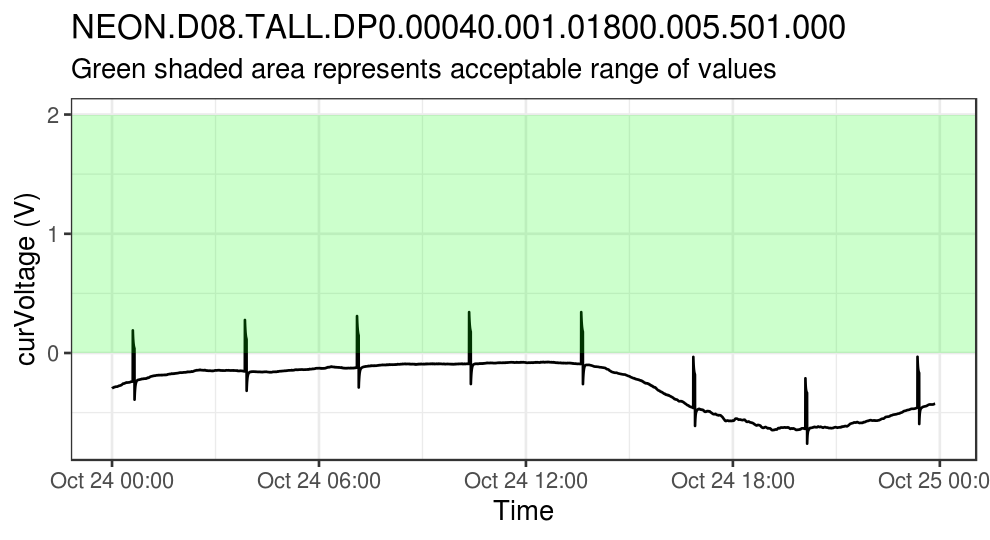 NEON.D08.TALL.DP0.00040.001.01800.005.501.000
Green shaded area represents acceptable range of values
2
1
0
curVoltage (V)
Oct 24 00:00
Oct 24 06:00
Oct 24 12:00
Oct 24 18:00
Oct 25 00:0
Time